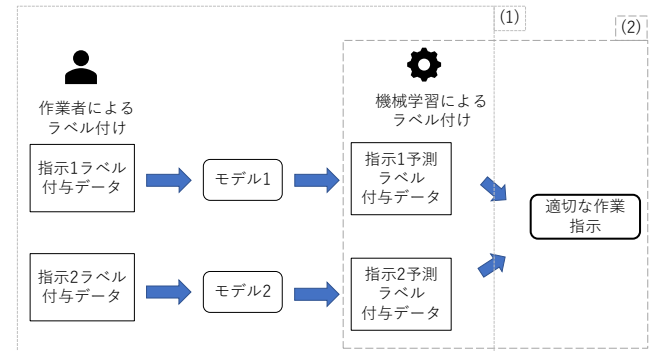 (1)
(2)
作業者による
ラベル付け
機械学習による
ラベル付け
指示1ラベル
付与データ
モデル1
指示1予測
ラベル
付与データ
適切な作業
指示
指示2ラベル
付与データ
モデル2
指示2予測
ラベル
付与データ